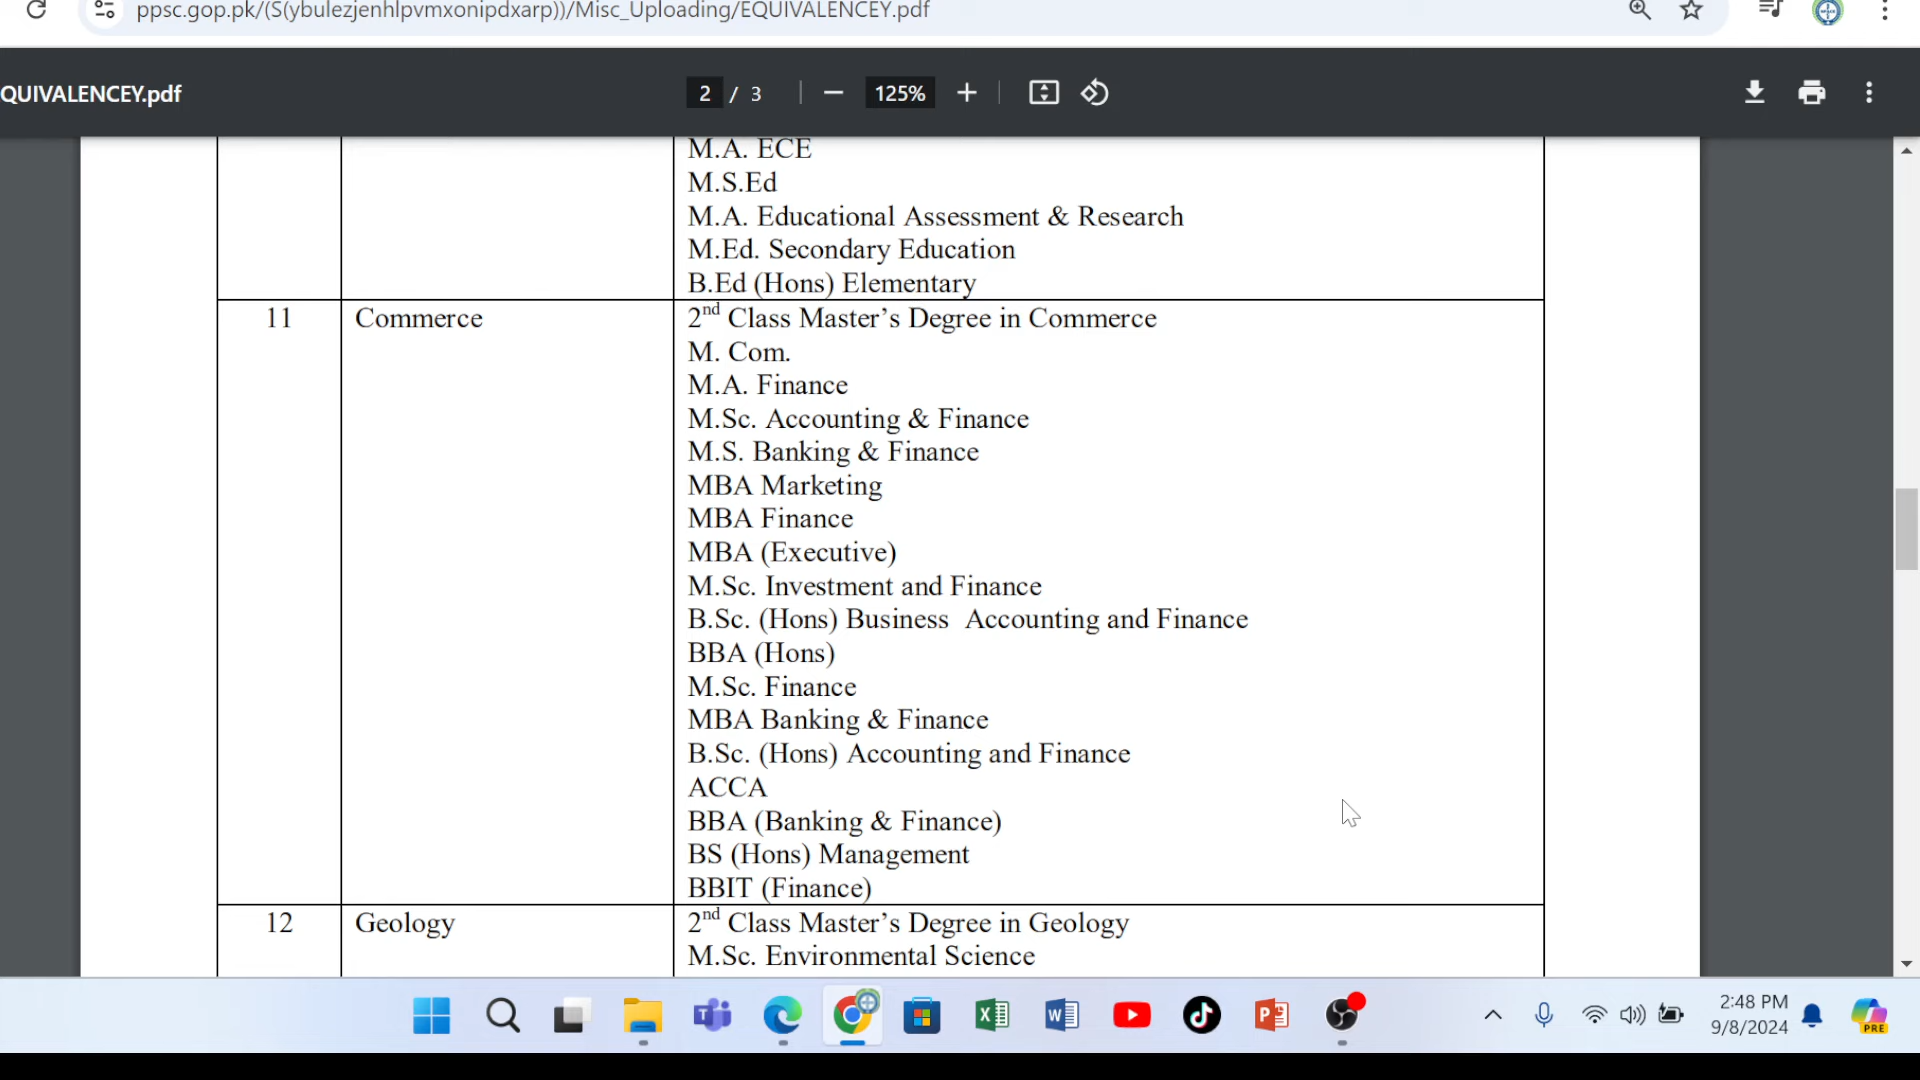 ppsc.gop.pk/(S(ybulezjenhlpvmxonipdxarp))/Misc_Uploading/EQUIVALENCEY.pdf
QUIVALENCEY.pdf
2 / 3
125%
M.A. ECE
M.S.Ed
M.A. Educational Assessment & Research
M.Ed. Secondary Education
B.Ed (Hons) Elementary
11 Commerce 2nd Class Master’s Degree in Commerce
M. Com.
M.A. Finance
M.Sc. Accounting & Finance
M.S. Banking & Finance
MBA Marketing
MBA Finance
MBA (Executive)
M.Sc. Investment and Finance
B.Sc. (Hons) Business Accounting and Finance
BBA (Hons)
M.Sc. Finance
MBA Banking & Finance
B.Sc. (Hons) Accounting and Finance
ACCA
BBA (Banking & Finance)
BS (Hons) Management
BBIT (Finance)
12 Geology 2nd Class Master’s Degree in Geology
M.Sc. Environmental Science
2:48 PM
9/8/2024
PRE